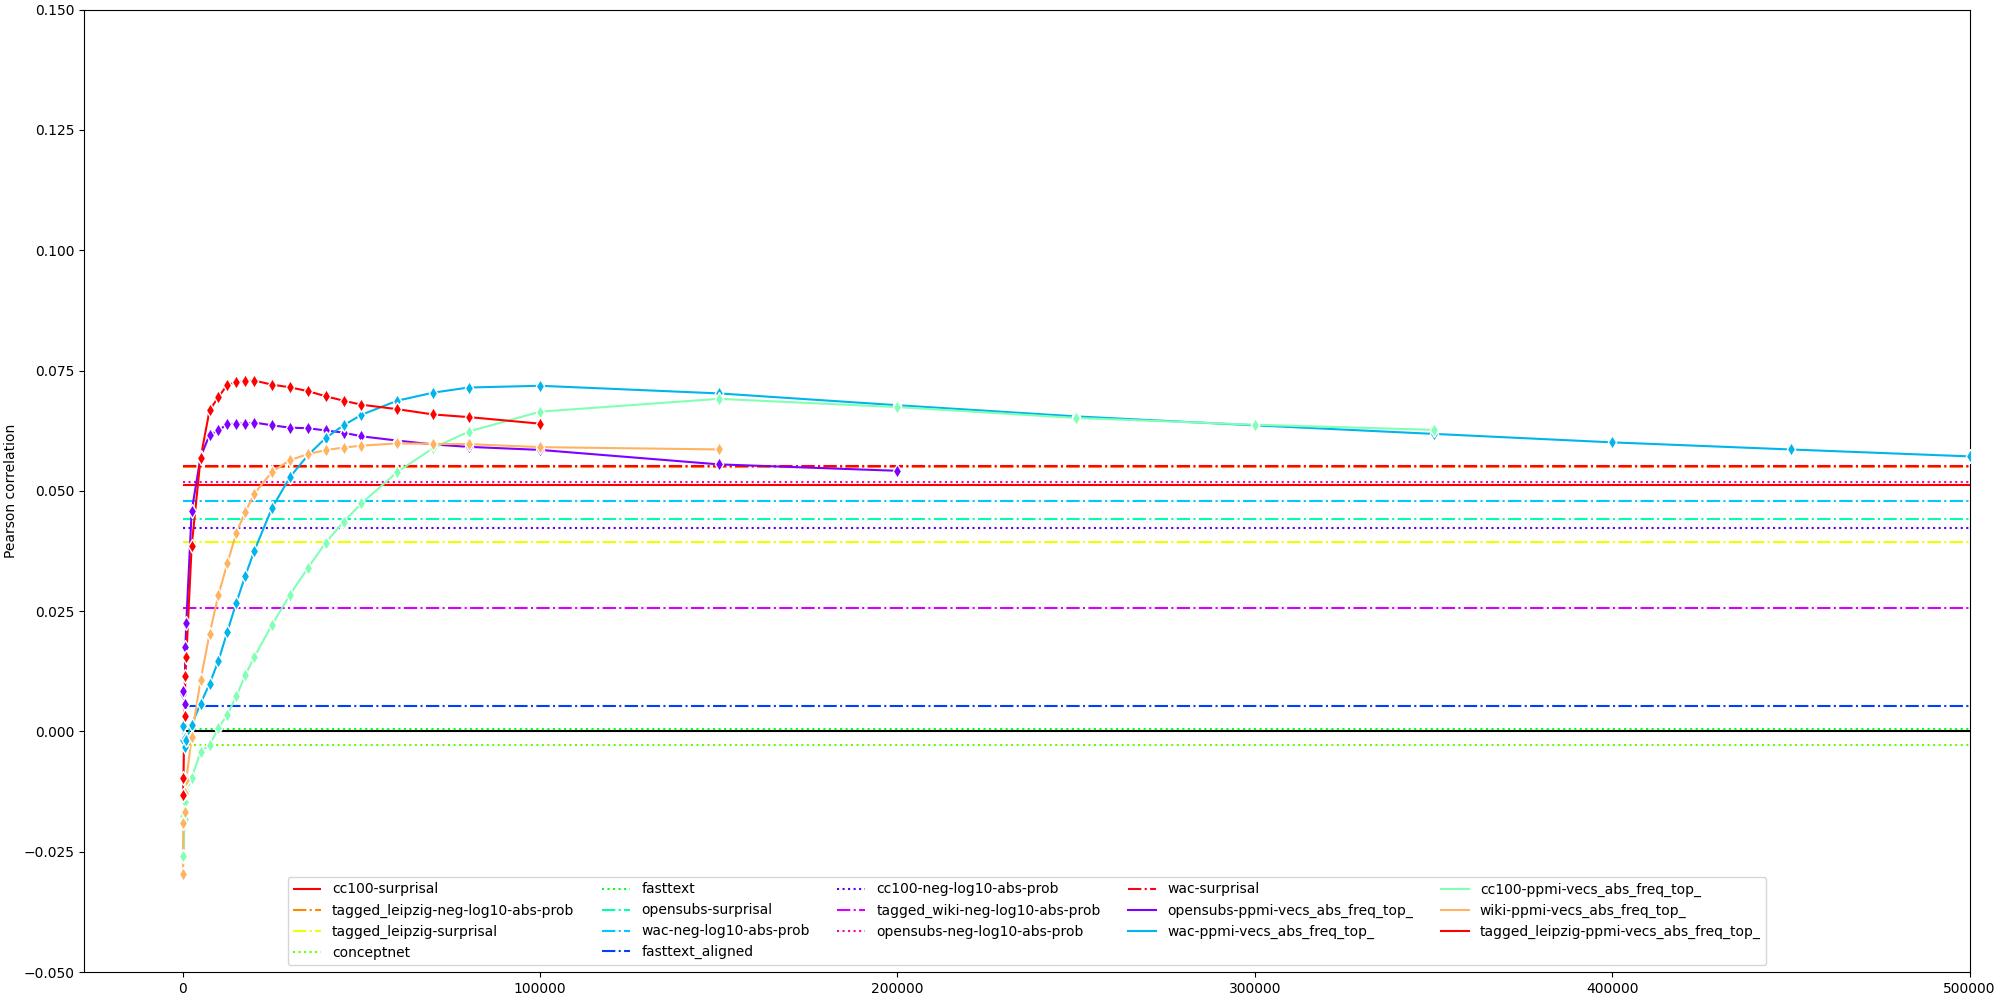 0.150
0.125
0.100
0.075
0.050
0.025
0.000
−0.025
−0.050
Pearson correlation
0
100000
200000
300000
400000
500000
cc100-surprisal
tagged_leipzig-neg-log10-abs-prob
tagged_leipzig-surprisal
conceptnet
fasttext
opensubs-surprisal
wac-neg-log10-abs-prob
fasttext_aligned
cc100-neg-log10-abs-prob
tagged_wiki-neg-log10-abs-prob
opensubs-neg-log10-abs-prob
wac-surprisal
opensubs-ppmi-vecs_abs_freq_top_
wac-ppmi-vecs_abs_freq_top_
cc100-ppmi-vecs_abs_freq_top_
wiki-ppmi-vecs_abs_freq_top_
tagged_leipzig-ppmi-vecs_abs_freq_top_